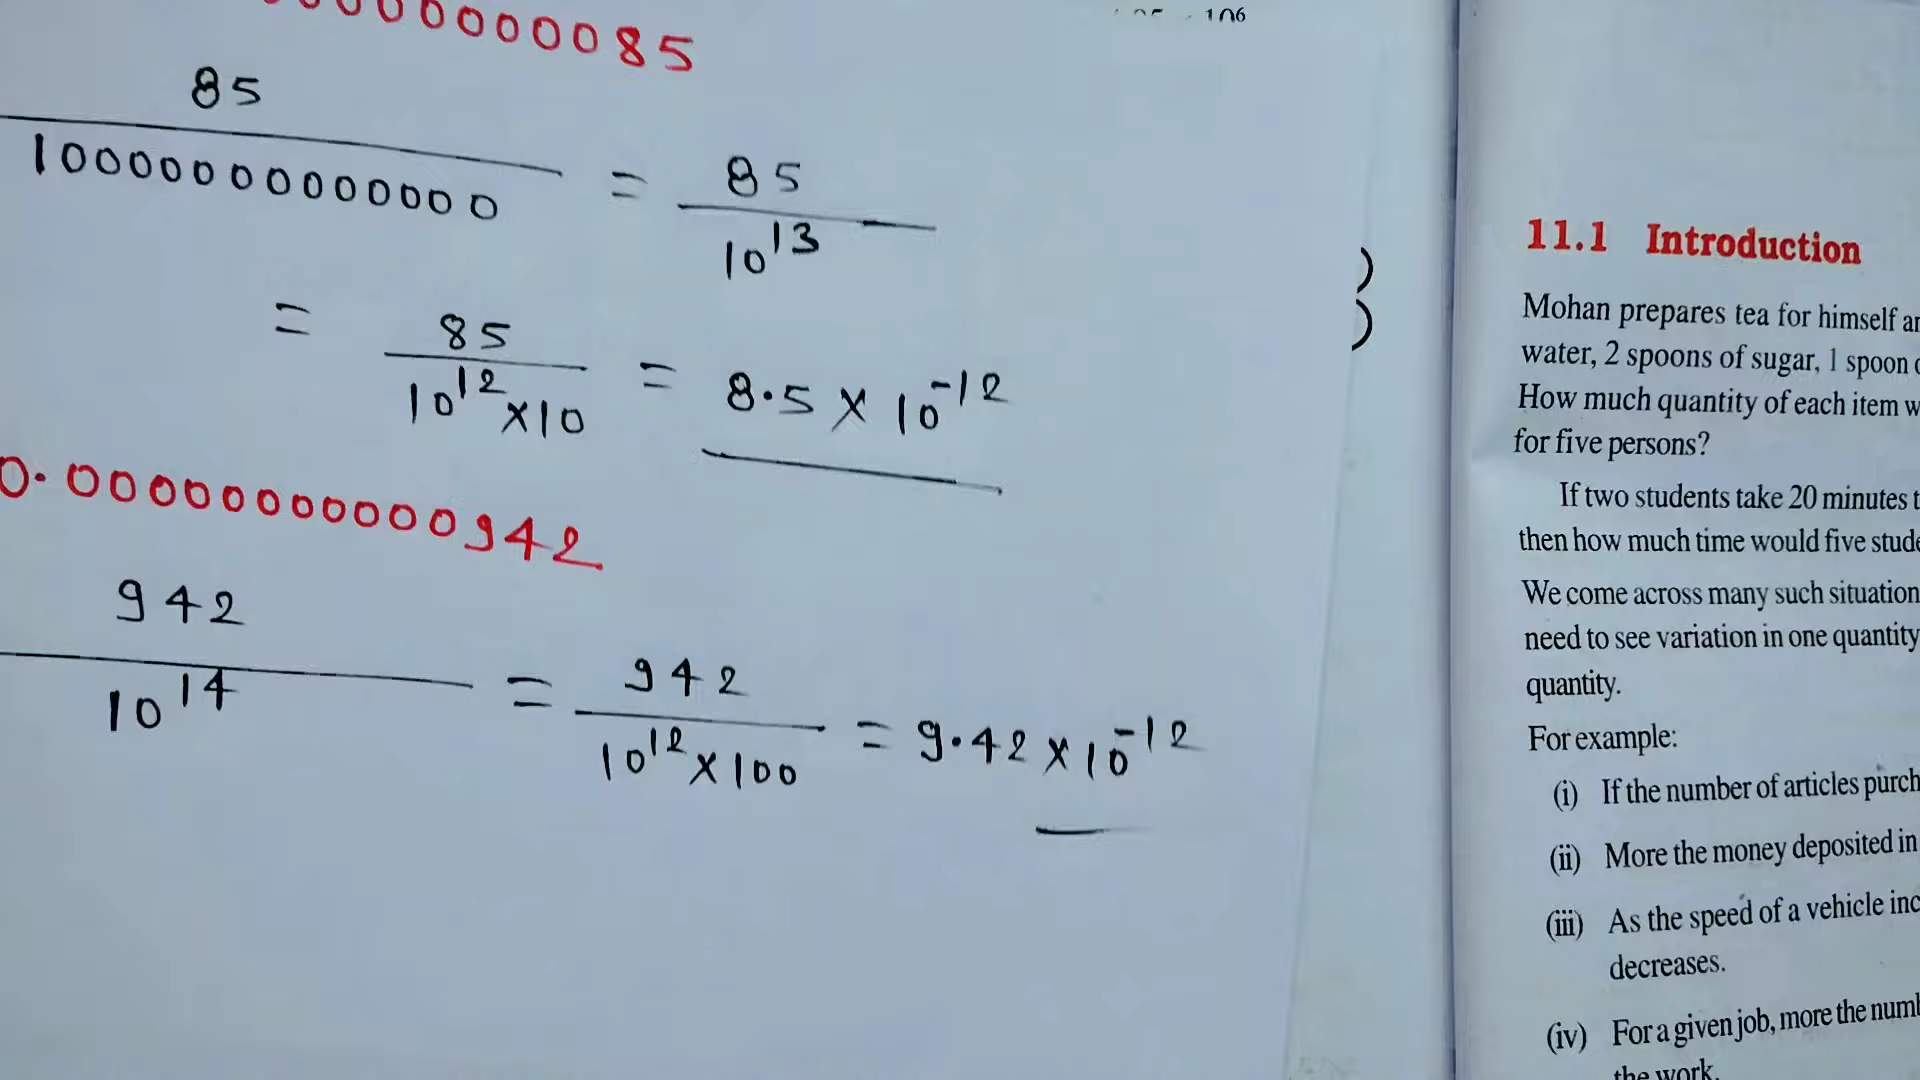 0000000085
85
10000000000000 = 85
10^13
= 85
10^12 × 10 = 8.5 × 10^-12
0.00000000000942
942
10^14 = 942
10^12 × 100 = 9.42 × 10^-12
106
11.1 Introduction
Mohan prepares tea for himself
water, 2 spoons of sugar, 1 spoon
How much quantity of each item
for five persons?
If two students take 20 minutes
then how much time would five
We come across many such situation
need to see variation in one quantity
quantity.
For example:
(i) If the number of articles
(ii) More the money deposited in
(iii) As the speed of a vehicle
decreases.
(iv) For a given job, more the
the work.